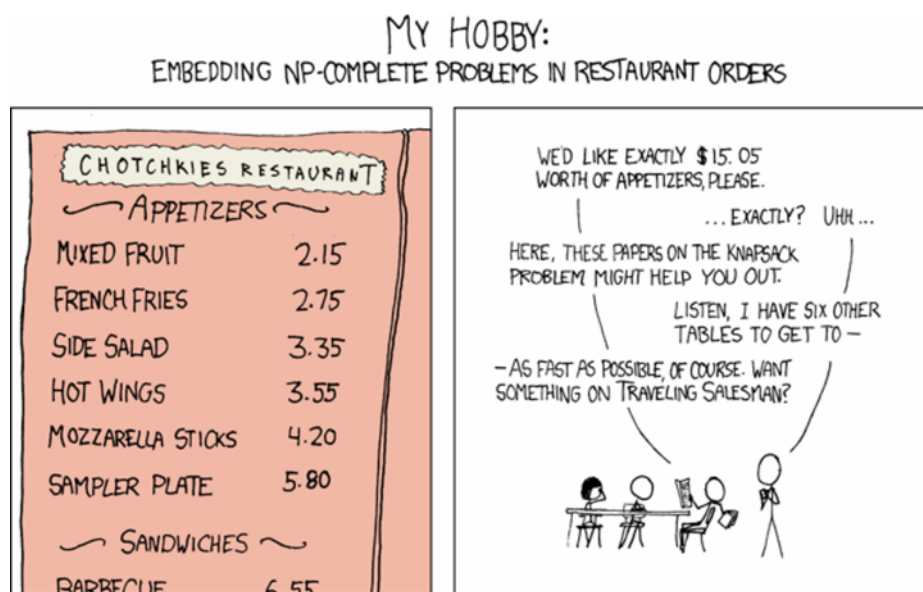 MY HOBBY:
EMBEDDING NP-COMPLETE PROBLEMS IN RESTAURANT ORDERS
CHOTCHKIES RESTAURANT
APPETIZERS
MIXED FRUIT 2.15
FRENCH FRIES 2.75
SIDE SALAD 3.35
HOT WINGS 3.55
MOZZARELLA STICKS 4.20
SAMPLER PLATE 5.80
SANDWICHES
BARBECUE 6.55
WE'D LIKE EXACTLY $15.05
WORTH OF APPETIZERS, PLEASE.
...EXACTLY? UHH...
HERE, THESE PAPERS ON THE KNAPSACK
PROBLEM MIGHT HELP YOU OUT.
LISTEN, I HAVE SIX OTHER
TABLES TO GET TO —
— AS FAST AS POSSIBLE, OF COURSE. WANT
SOMETHING ON TRAVELING SALESMAN?